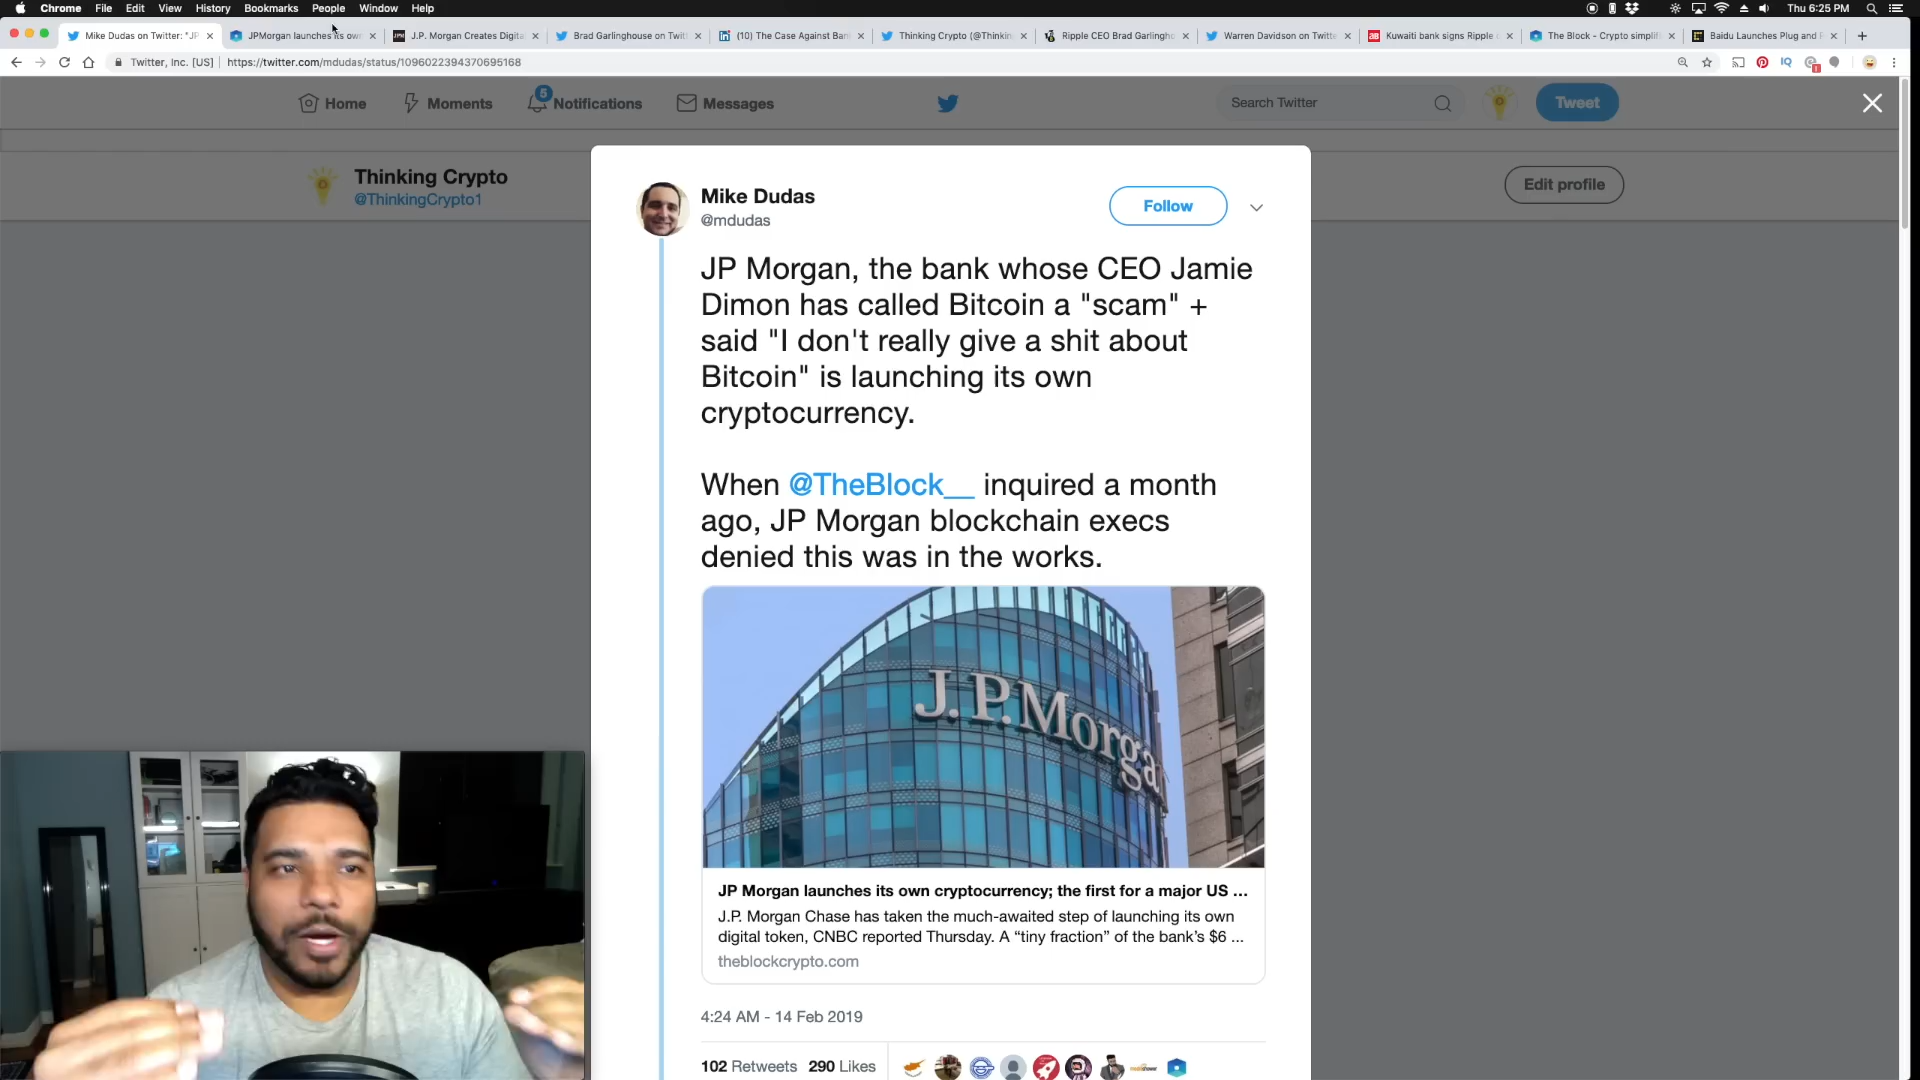 Chrome File Edit View History Bookmarks People Window Help Thu 6:25 PM
Mike Dudas on Twitter: "JP JPMorgan launches its own J.P. Morgan Creates Digita Brad Garlinghouse on Twitt (10) The Case Against Ban Thinking Crypto (@Thinkin Ripple CEO Brad Garlingho Warren Davidson on Twitte Kuwaiti bank signs Ripple The Block - Crypto simplifi Baidu Launches Plug and P
Twitter, Inc. [US] https://twitter.com/mdudas/status/1096022394370695168
Home Moments 5 Notifications Messages Search Twitter Tweet
Thinking Crypto
@ThinkingCrypto1
Edit profile
Mike Dudas
@mdudas
Follow
JP Morgan, the bank whose CEO Jamie
Dimon has called Bitcoin a "scam" +
said "I don't really give a shit about
Bitcoin" is launching its own
cryptocurrency.
When @TheBlock__ inquired a month
ago, JP Morgan blockchain execs
denied this was in the works.
J.P.Morga
JP Morgan launches its own cryptocurrency; the first for a major US ...
J.P. Morgan Chase has taken the much-awaited step of launching its own
digital token, CNBC reported Thursday. A “tiny fraction” of the bank’s $6 ...
theblockcrypto.com
4:24 AM - 14 Feb 2019
102 Retweets 290 Likes